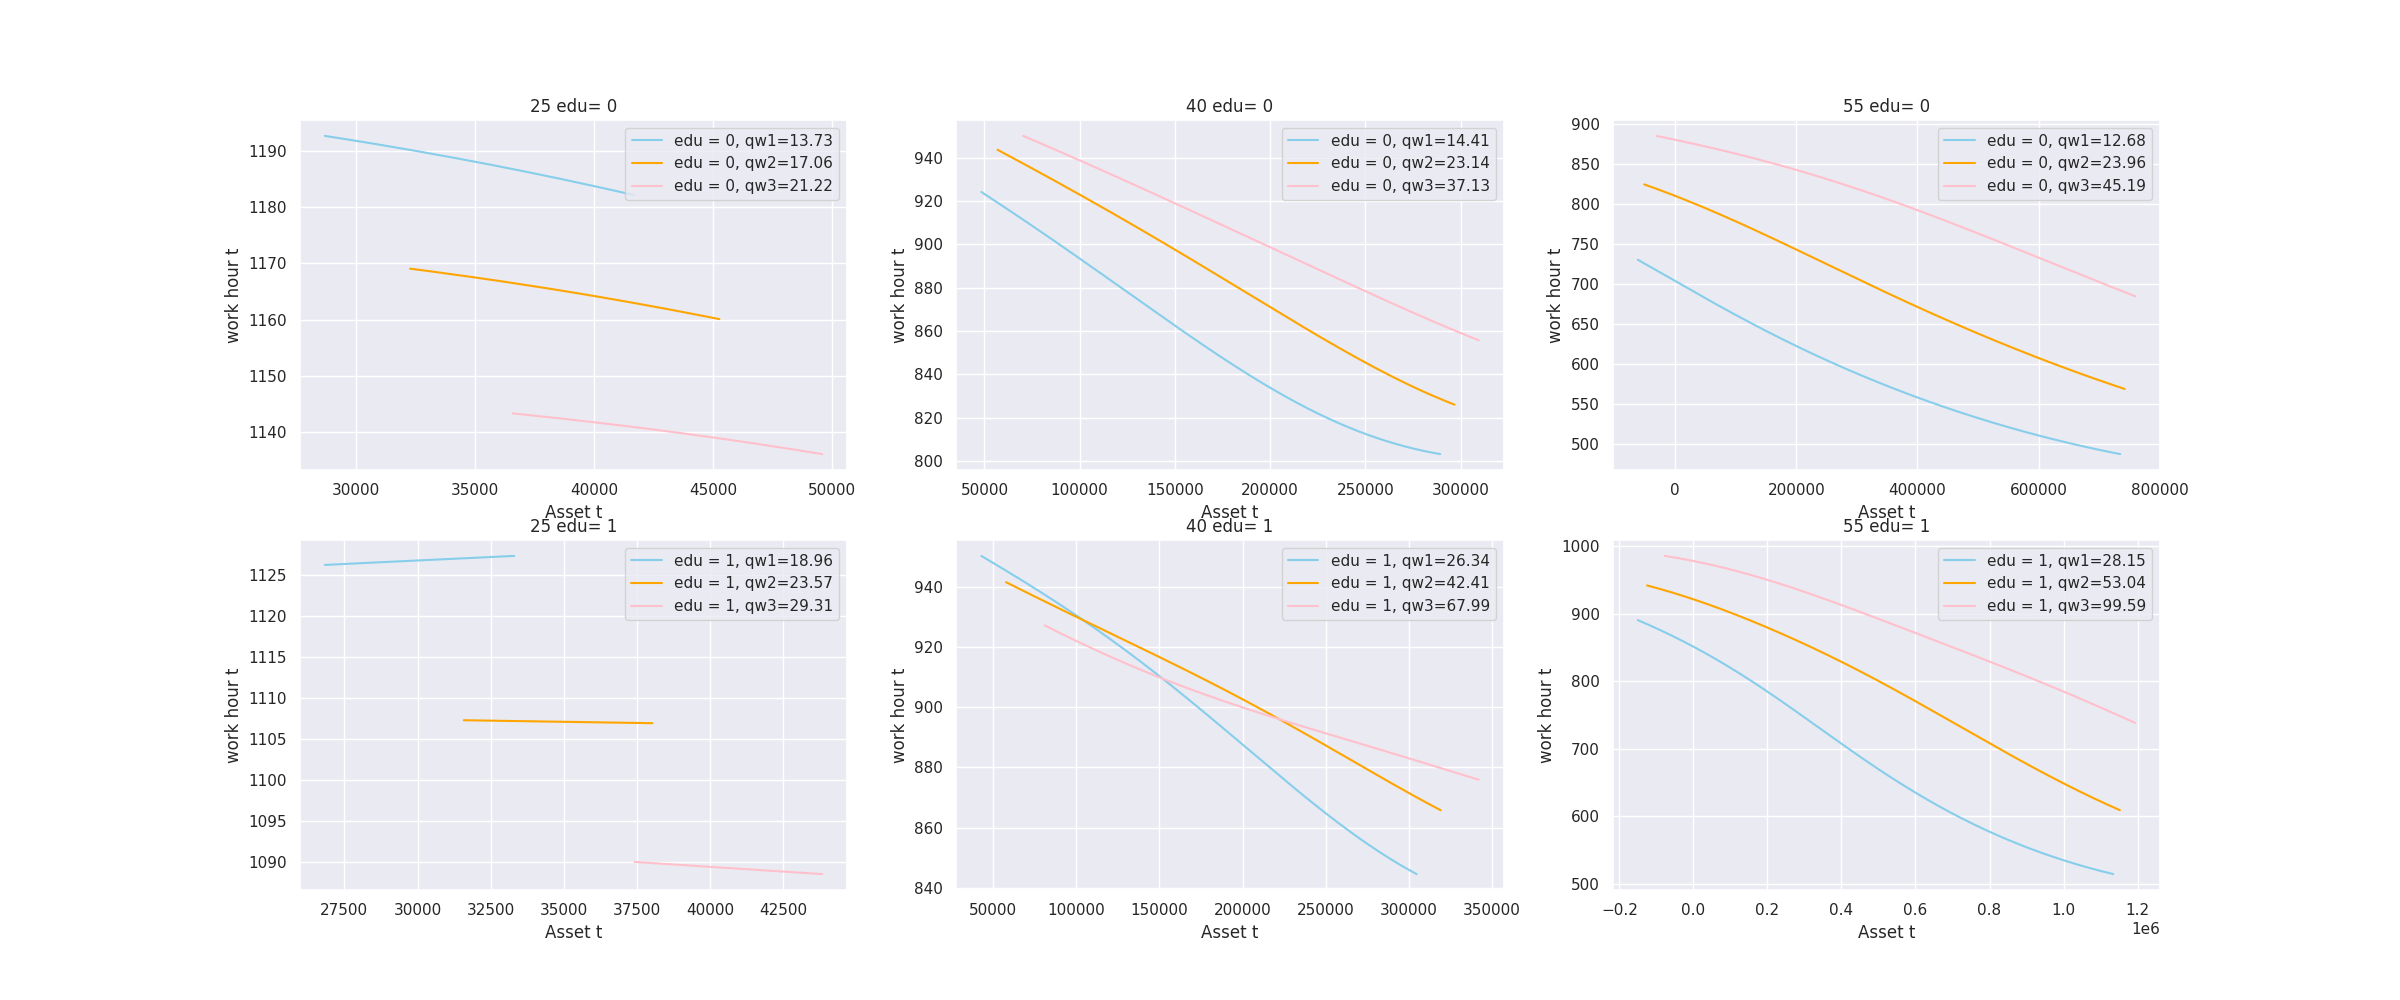 25 edu= 0
work hour t
1190
1180
1170
1160
1150
1140
edu = 0, qw1=13.73
edu = 0, qw2=17.06
edu = 0, qw3=21.22
30000 35000 40000 45000 50000
Asset t
40 edu= 0
work hour t
940
920
900
880
860
840
820
800
edu = 0, qw1=14.41
edu = 0, qw2=23.14
edu = 0, qw3=37.13
50000 100000 150000 200000 250000 300000
Asset t
55 edu= 0
work hour t
900
850
800
750
700
650
600
550
500
edu = 0, qw1=12.68
edu = 0, qw2=23.96
edu = 0, qw3=45.19
0 200000 400000 600000 800000
Asset t
25 edu= 1
work hour t
1125
1120
1115
1110
1105
1100
1095
1090
edu = 1, qw1=18.96
edu = 1, qw2=23.57
edu = 1, qw3=29.31
27500 30000 32500 35000 37500 40000 42500
Asset t
40 edu= 1
work hour t
940
920
900
880
860
840
edu = 1, qw1=26.34
edu = 1, qw2=42.41
edu = 1, qw3=67.99
50000 100000 150000 200000 250000 300000 350000
Asset t
55 edu= 1
work hour t
1000
900
800
700
600
500
edu = 1, qw1=28.15
edu = 1, qw2=53.04
edu = 1, qw3=99.59
−0.2 0.0 0.2 0.4 0.6 0.8 1.0 1.2
1e6
Asset t